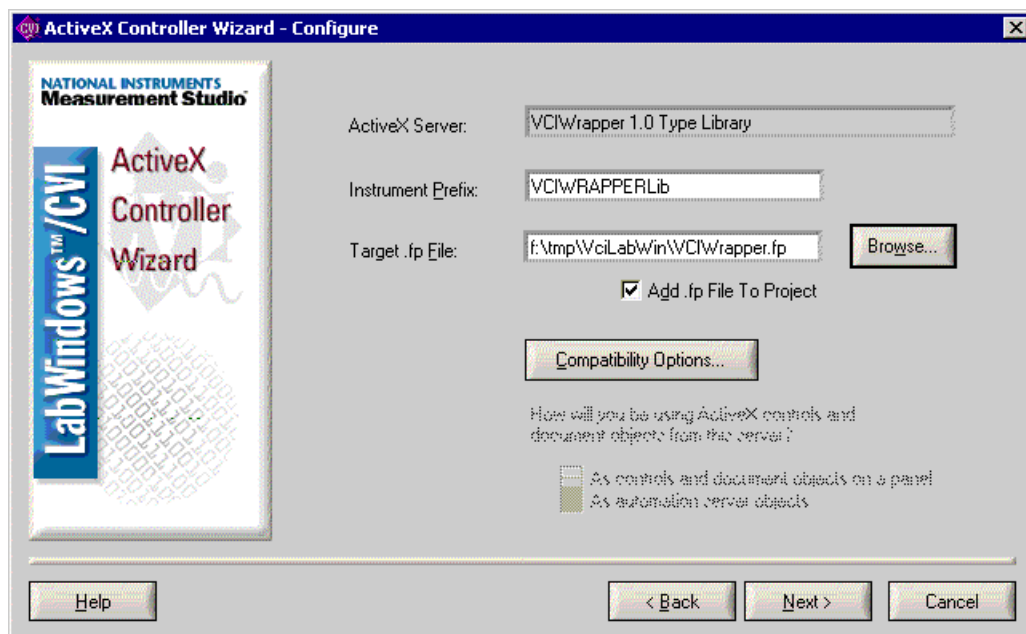 CVI ActiveX Controller Wizard - Configure
NATIONAL INSTRUMENTS
Measurement Studio
LabWindows™/CVI
ActiveX
Controller
Wizard
ActiveX Server: VCIWrapper 1.0 Type Library
Instrument Prefix: VCIWRAPPERLib
Target .fp File: f:\tmp\VciLabWin\VCIWrapper.fp Browse...
Add .fp File To Project
Compatibility Options...
How will you be using ActiveX controls and
document objects from this server?
As controls and document objects on a panel
As automation server objects
Help < Back Next > Cancel